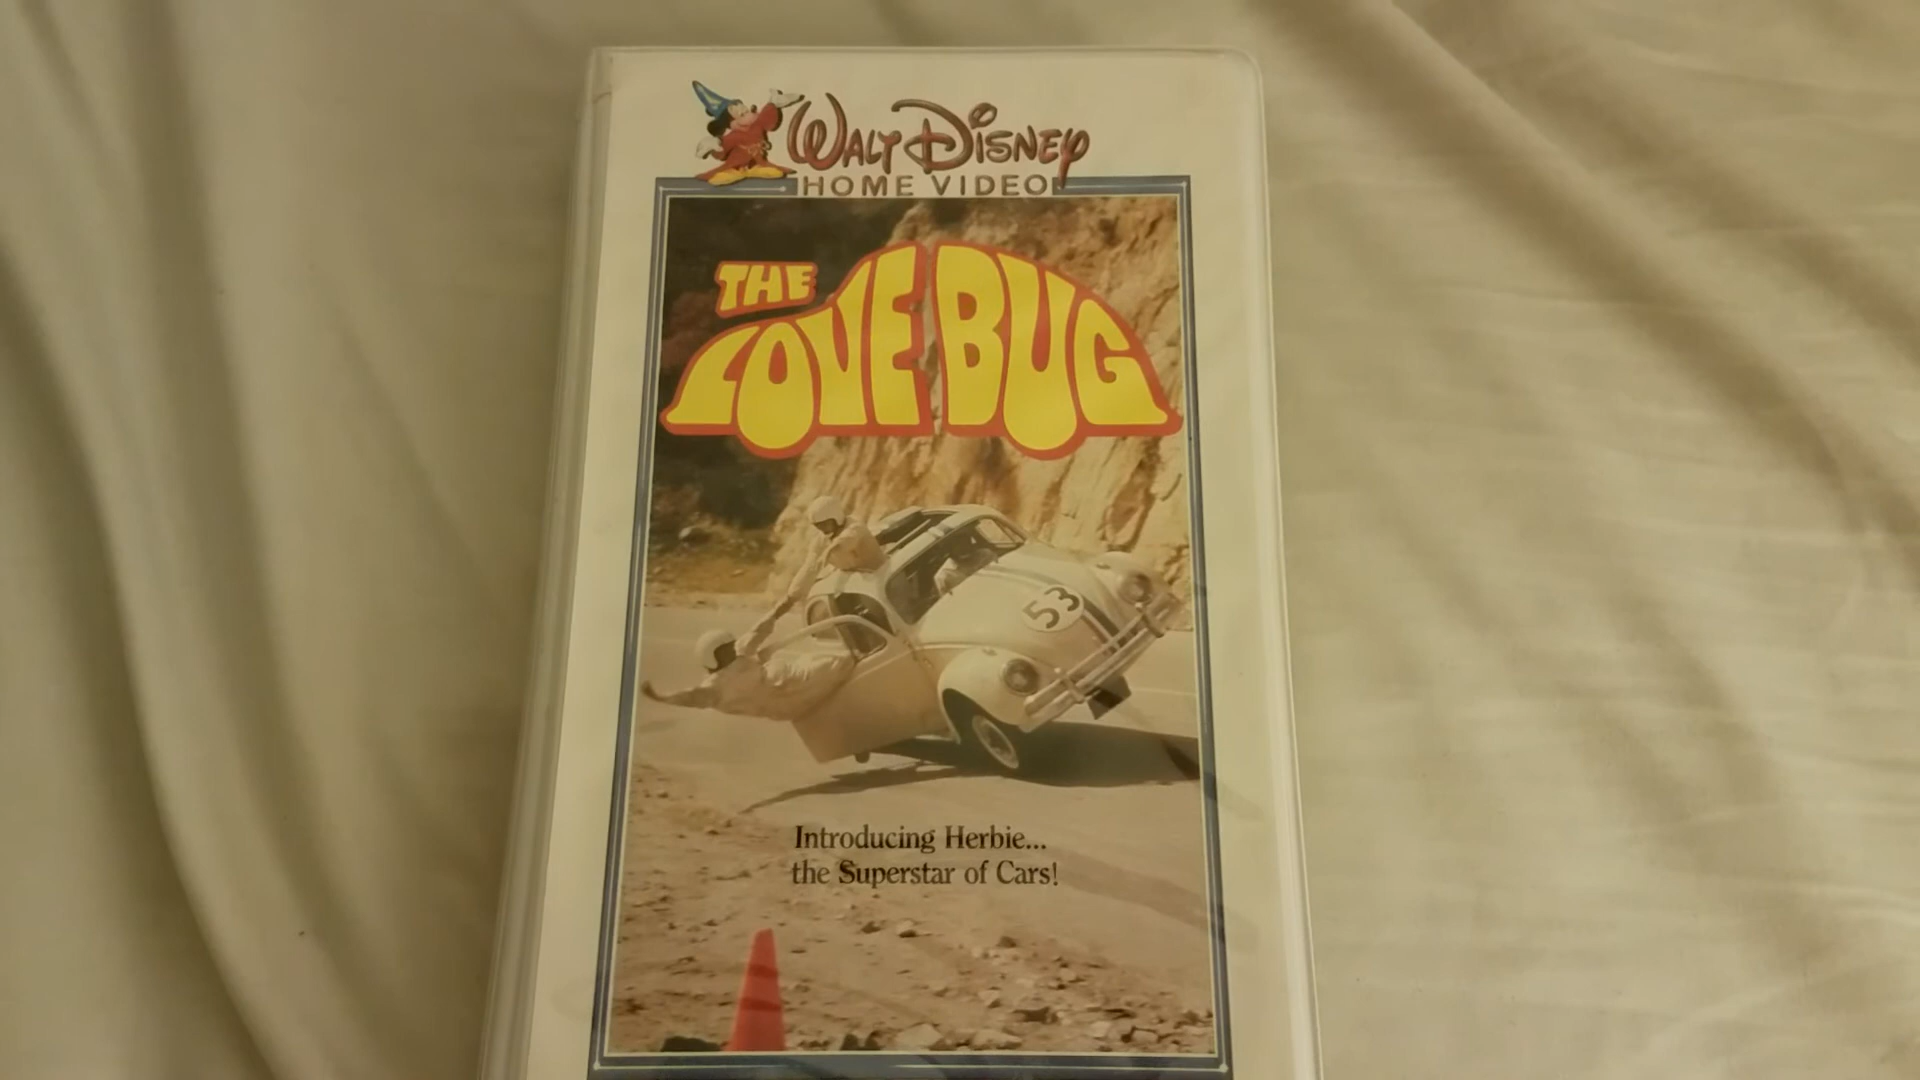 WALT DISNEY
HOME VIDEO
THE
LOVE BUG
53
Introducing Herbie...
the Superstar of Cars!